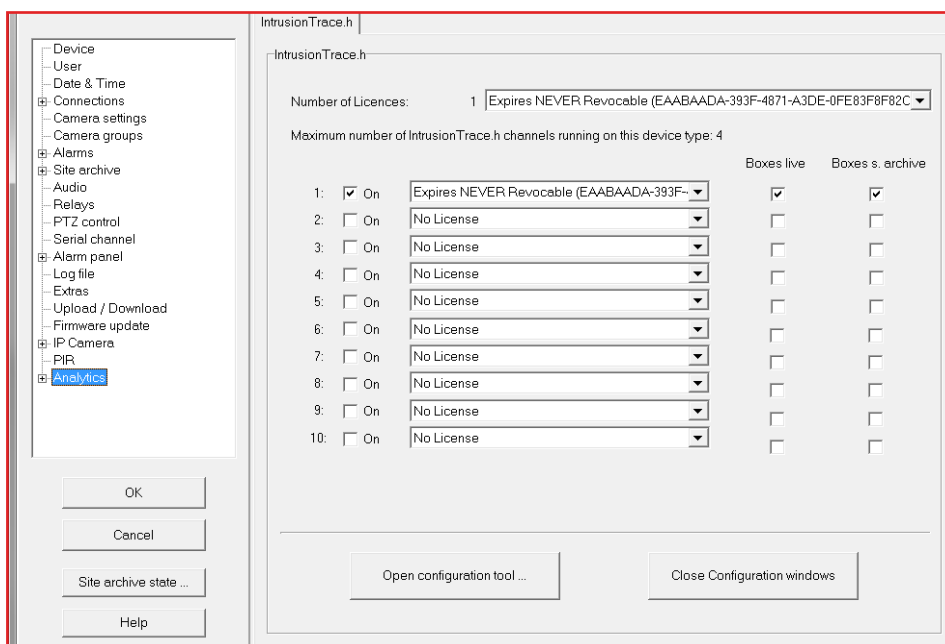 IntrusionTrace.h
Device
User
Date & Time
Connections
Camera settings
Camera groups
Alarms
Site archive
Audio
Relays
PTZ control
Serial channel
Alarm panel
Log file
Extras
Upload / Download
Firmware update
IP Camera
PIR
Analytics
OK
Cancel
Site archive state ...
Help
IntrusionTrace.h
Number of Licences: 1 Expires NEVER Revocable (EAABAADA-393F-4871-A3DE-0FE83F8F82C
Maximum number of IntrusionTrace.h channels running on this device type: 4
Boxes live Boxes s. archive
1: On Expires NEVER Revocable (EAABAADA-393F-
2: On No License
3: On No License
4: On No License
5: On No License
6: On No License
7: On No License
8: On No License
9: On No License
10: On No License
Open configuration tool ... Close Configuration windows